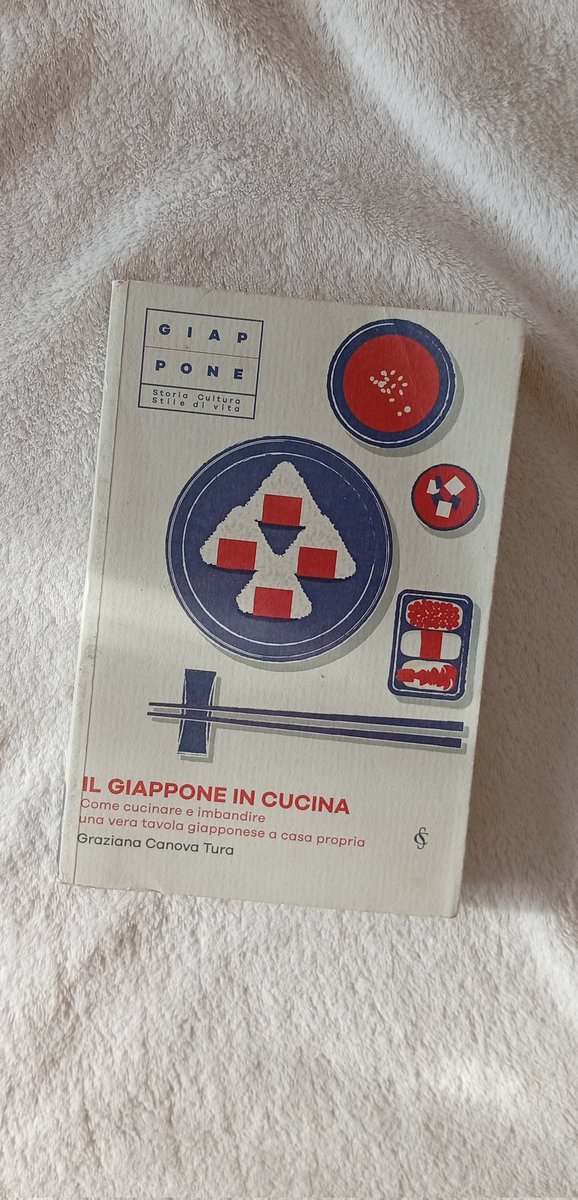 GIAP
PONE
Storia Cultura
Stile di vita
IL GIAPPONE IN CUCINA
Come cucinare e imbandire
una vera tavola giapponese a casa propria
Graziana Canova Tura